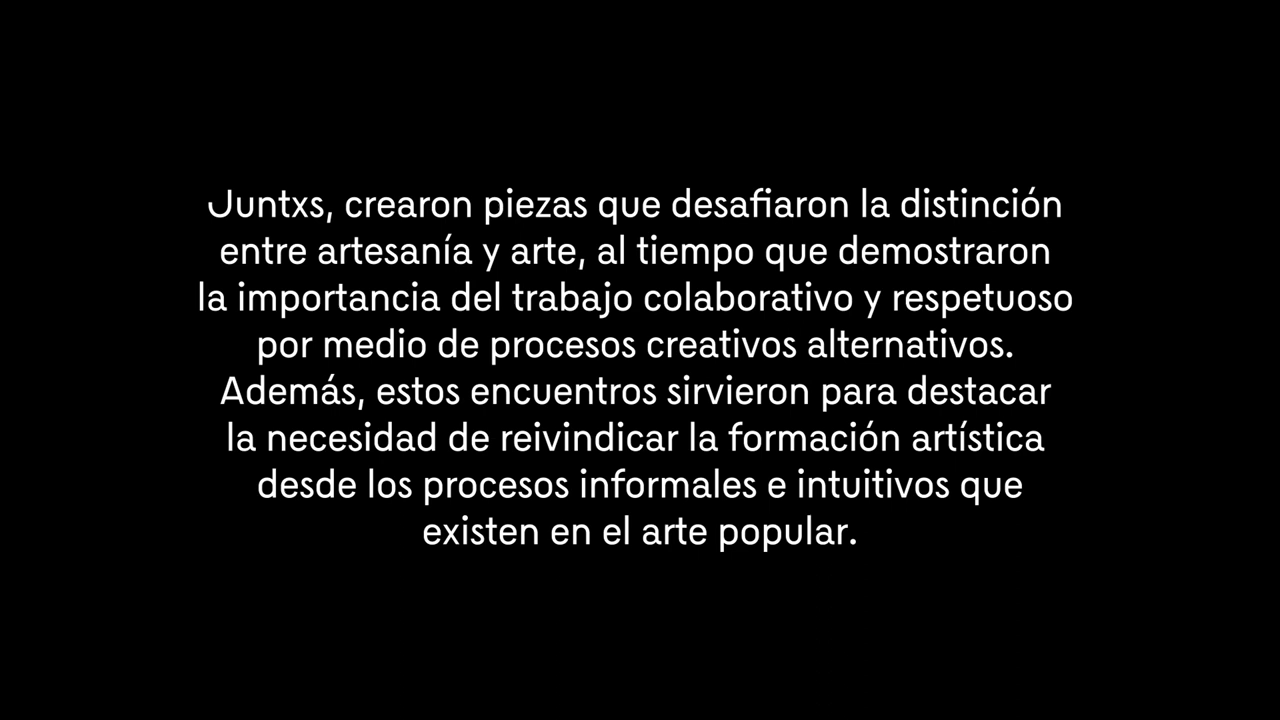 Juntxs, crearon piezas que desafiaron la distinción
entre artesanía y arte, al tiempo que demostraron
la importancia del trabajo colaborativo y respetuoso
por medio de procesos creativos alternativos.
Además, estos encuentros sirvieron para destacar
la necesidad de reivindicar la formación artística
desde los procesos informales e intuitivos que
existen en el arte popular.